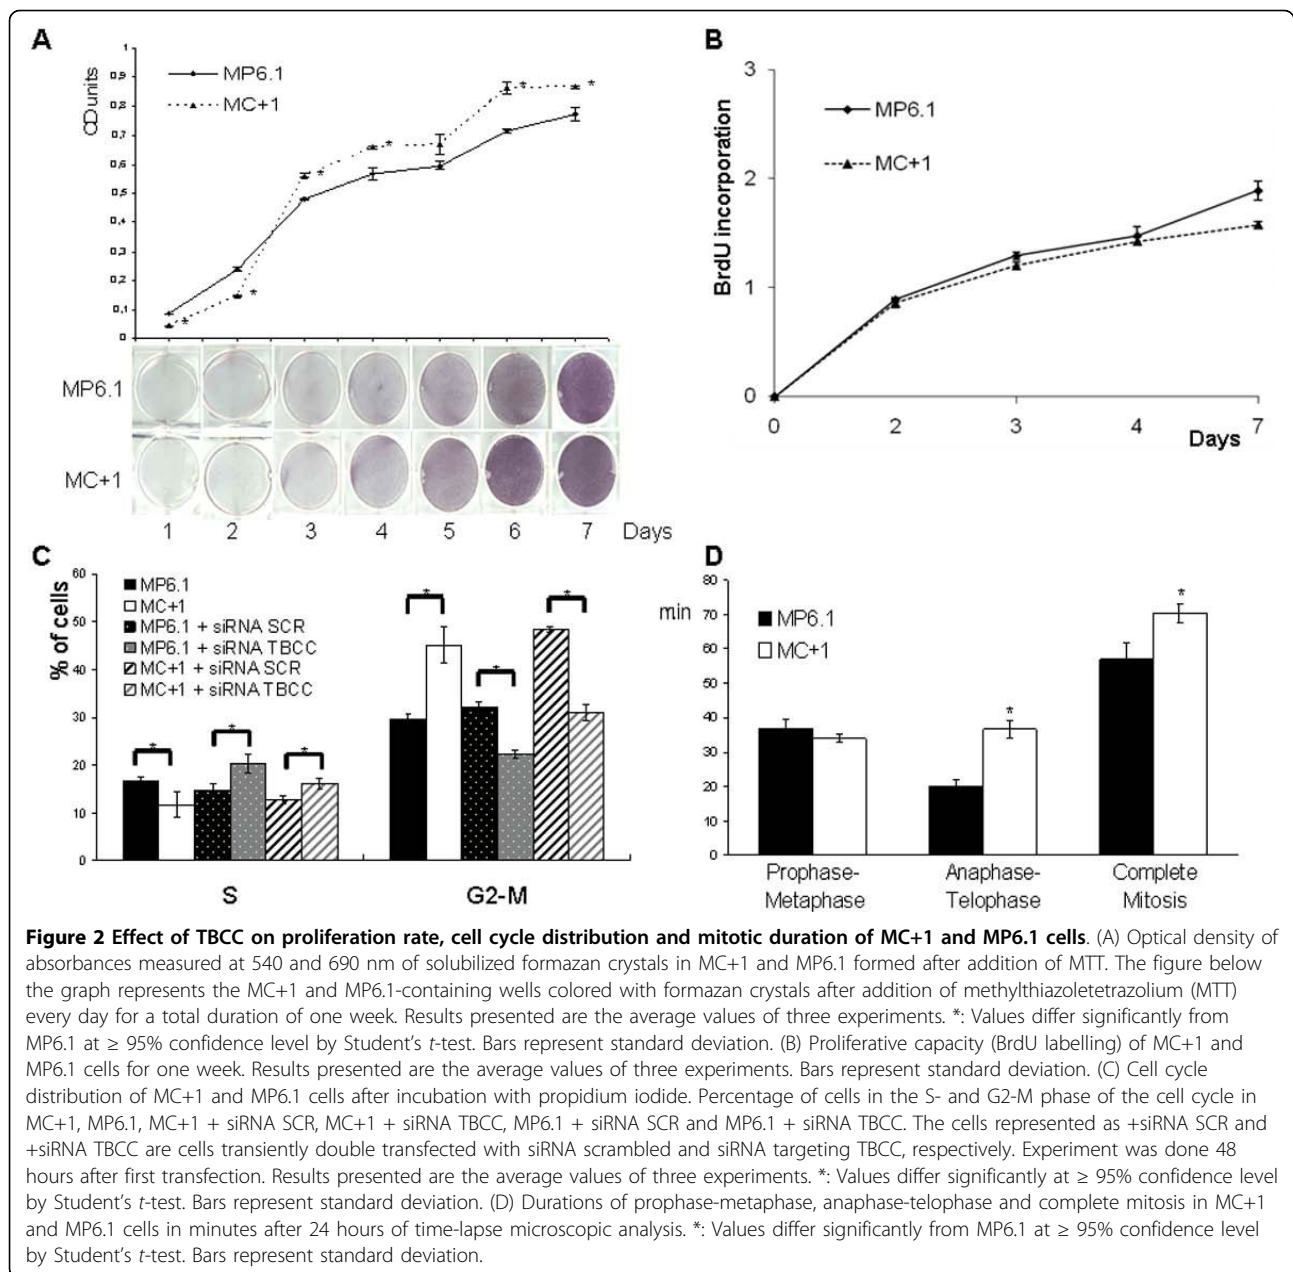 A
OD units
1
0,9
0,8
0,7
0,6
0,5
0,4
0,3
0,2
0,1
0
MP6.1
MC+1
* * * * * *
MP6.1
MC+1
1 2 3 4 5 6 7 Days
B
BrdU incorporation
3
2
1
0
MP6.1
MC+1
0 2 3 4 7
Days
C
% of cells
60
50
40
30
20
10
0
MP6.1
MC+1
MP6.1 + siRNA SCR
MP6.1 + siRNA TBCC
MC+1 + siRNA SCR
MC+1 + siRNA TBCC
* * * * * *
S G2-M
D
min
80
70
60
50
40
30
20
10
0
MP6.1
MC+1
* *
Prophase-
Metaphase
Anaphase-
Telophase
Complete
Mitosis
Figure 2 Effect of TBCC on proliferation rate, cell cycle distribution and mitotic duration of MC+1 and MP6.1 cells. (A) Optical density of
absorbances measured at 540 and 690 nm of solubilized formazan crystals in MC+1 and MP6.1 formed after addition of MTT. The figure below
the graph represents the MC+1 and MP6.1-containing wells colored with formazan crystals after addition of methylthiazoletetrazolium (MTT)
every day for a total duration of one week. Results presented are the average values of three experiments. *: Values differ significantly from
MP6.1 at ≥ 95% confidence level by Student's t-test. Bars represent standard deviation. (B) Proliferative capacity (BrdU labelling) of MC+1 and
MP6.1 cells for one week. Results presented are the average values of three experiments. Bars represent standard deviation. (C) Cell cycle
distribution of MC+1 and MP6.1 cells after incubation with propidium iodide. Percentage of cells in the S- and G2-M phase of the cell cycle in
MC+1, MP6.1, MC+1 + siRNA SCR, MC+1 + siRNA TBCC, MP6.1 + siRNA SCR and MP6.1 + siRNA TBCC. The cells represented as +siRNA SCR and
+siRNA TBCC are cells transiently double transfected with siRNA scrambled and siRNA targeting TBCC, respectively. Experiment was done 48
hours after first transfection. Results presented are the average values of three experiments. *: Values differ significantly at ≥ 95% confidence level
by Student's t-test. Bars represent standard deviation. (D) Durations of prophase-metaphase, anaphase-telophase and complete mitosis in MC+1
and MP6.1 cells in minutes after 24 hours of time-lapse microscopic analysis. *: Values differ significantly from MP6.1 at ≥ 95% confidence level
by Student's t-test. Bars represent standard deviation.